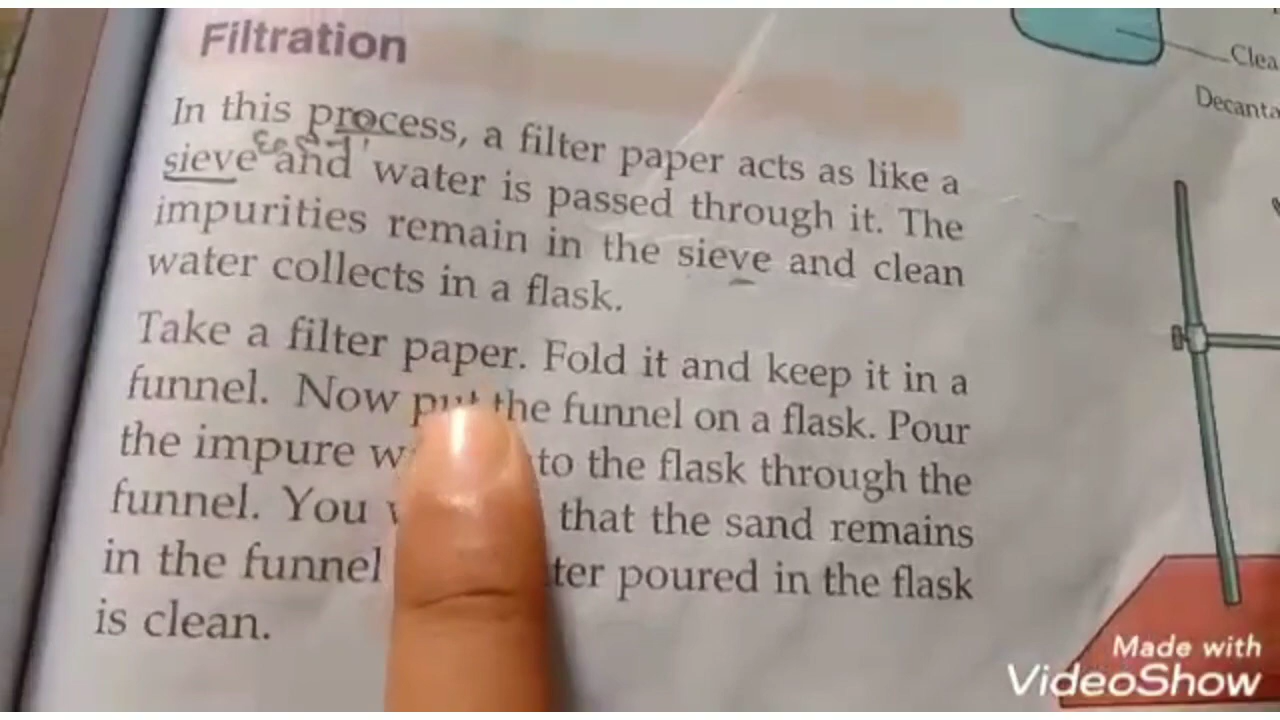 Filtration
In this process, a filter paper acts as like a
sieve and water is passed through it. The
impurities remain in the sieve and clean
water collects in a flask.
Take a filter paper. Fold it and keep it in a
funnel. Now put the funnel on a flask. Pour
the impure to the flask through the
funnel. You that the sand remains
in the funnel poured in the flask
is clean.
Clea
Decanta
Made with
VideoShow